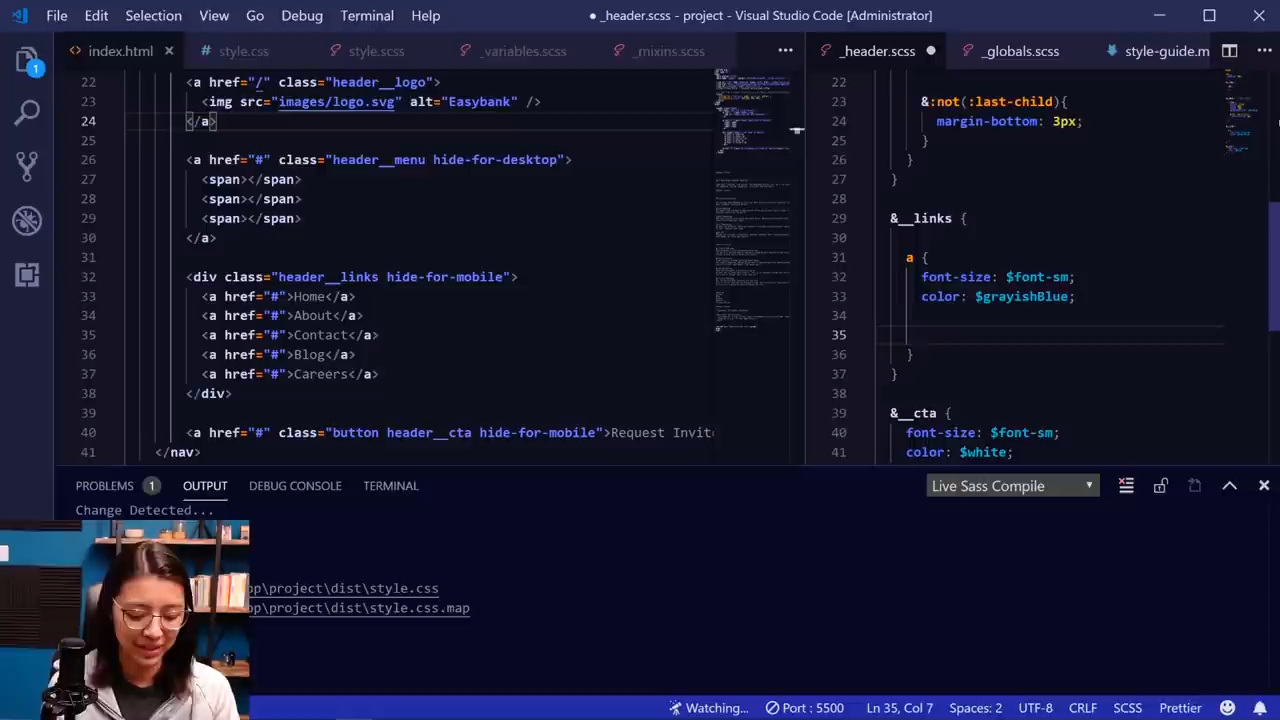 File Edit Selection View Go Debug Terminal Help
● _header.scss - project - Visual Studio Code [Administrator]
1
index.html
style.css
style.scss
_variables.scss
_mixins.scss
22 <a href="/" class="header__logo">
<img src="images/logo.svg" alt="Easybank" />
24 </a>
25
26 <a href="#" class="header__menu hide-for-desktop">
27 <span></span>
28 <span></span>
29 <span></span>
30 </a>
31
32 <div class="header__links hide-for-mobile">
33 <a href="#">Home</a>
34 <a href="#">About</a>
35 <a href="#">Contact</a>
36 <a href="#">Blog</a>
37 <a href="#">Careers</a>
38 </div>
39
40 <a href="#" class="button header__cta hide-for-mobile">Request Invit
41 </nav>
_header.scss
_globals.scss
style-guide.m
22
23 &:not(:last-child){
24 margin-bottom: 3px;
25 }
26 }
27 }
28
29 &__links {
30
31 a {
32 font-size: $font-sm;
33 color: $grayishBlue;
34
35
36 }
37 }
38
39 &__cta {
40 font-size: $font-sm;
41 color: $white;
PROBLEMS 1 OUTPUT DEBUG CONSOLE TERMINAL
Live Sass Compile
Change Detected...
op\project\dist\style.css
op\project\dist\style.css.map
Watching... Port : 5500 Ln 35, Col 7 Spaces: 2 UTF-8 CRLF SCSS Prettier